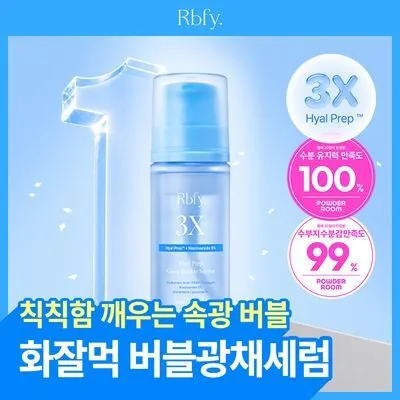 Rbfy.
3X
Hyal Prep™
수분 유지력 만족도
100%
POWDER ROOM
수부지수분감만족도
99%
POWDER ROOM
Rbfy.
3X
Hyal Prep™ + Niacinamide 5%
칙칙함 깨우는 속광 버블
화잘먹 버블광채세럼